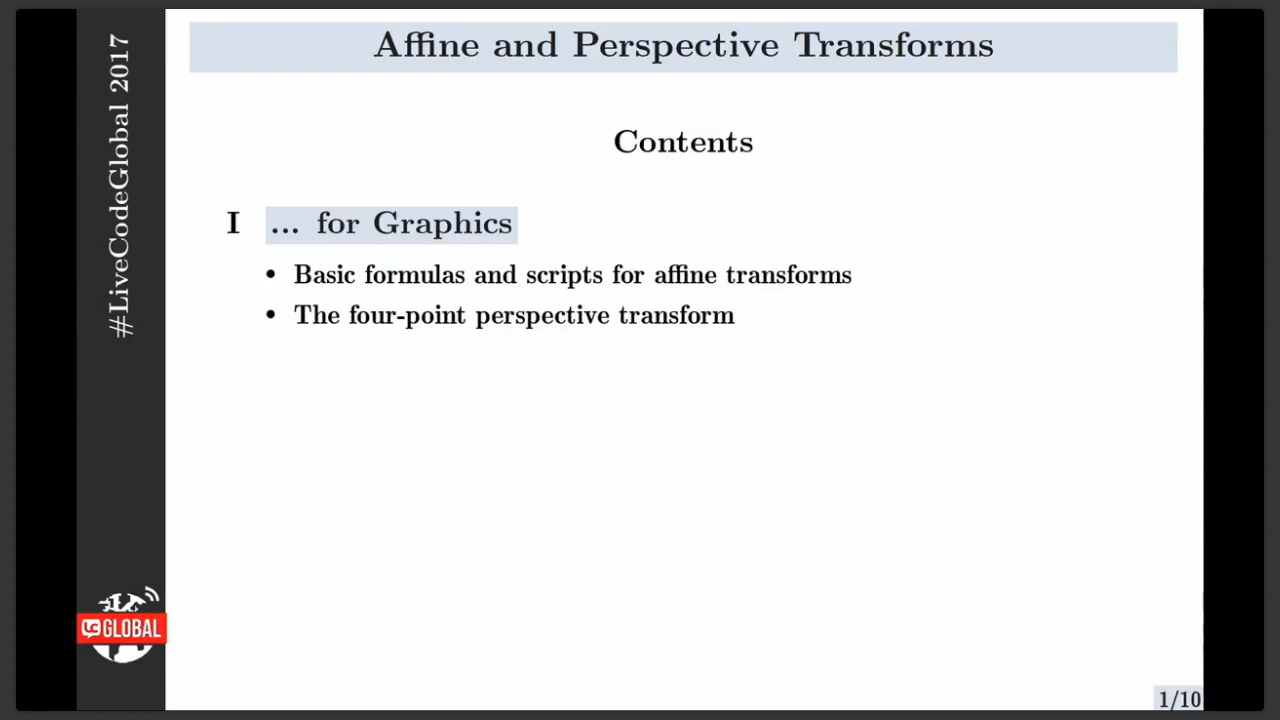 Affine and Perspective Transforms
#LiveCodeGlobal 2017
Contents
I ... for Graphics
• Basic formulas and scripts for affine transforms
• The four-point perspective transform
LC GLOBAL
1/10